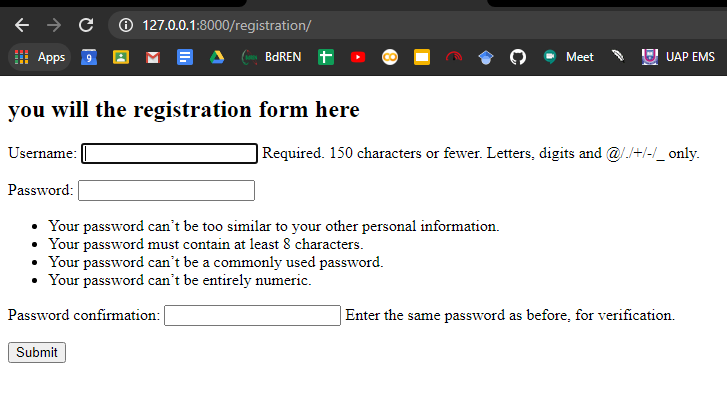 127.0.0.1:8000/registration/
Apps 9 BdREN Meet UAP EMS
you will the registration form here
Username: Required. 150 characters or fewer. Letters, digits and @/./+/-/_ only.
Password:
Your password can’t be too similar to your other personal information.
Your password must contain at least 8 characters.
Your password can’t be a commonly used password.
Your password can’t be entirely numeric.
Password confirmation: Enter the same password as before, for verification.
Submit